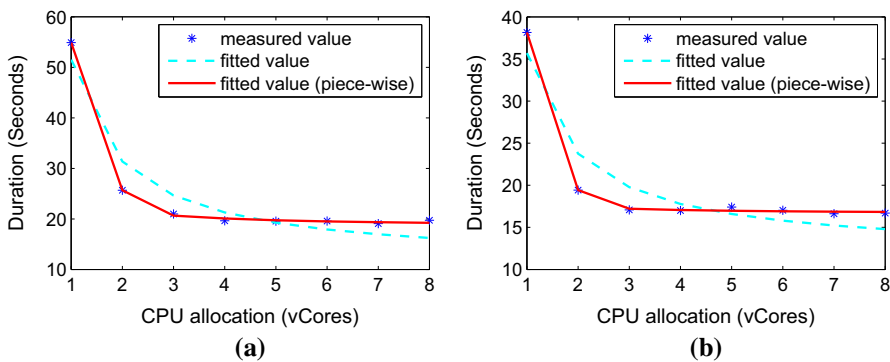 60
50
40
30
20
10
Duration (Seconds)
measured value
fitted value
fitted value (piece-wise)
1 2 3 4 5 6 7 8
CPU allocation (vCores)
(a)
40
35
30
25
20
15
10
Duration (Seconds)
measured value
fitted value
fitted value (piece-wise)
1 2 3 4 5 6 7 8
CPU allocation (vCores)
(b)